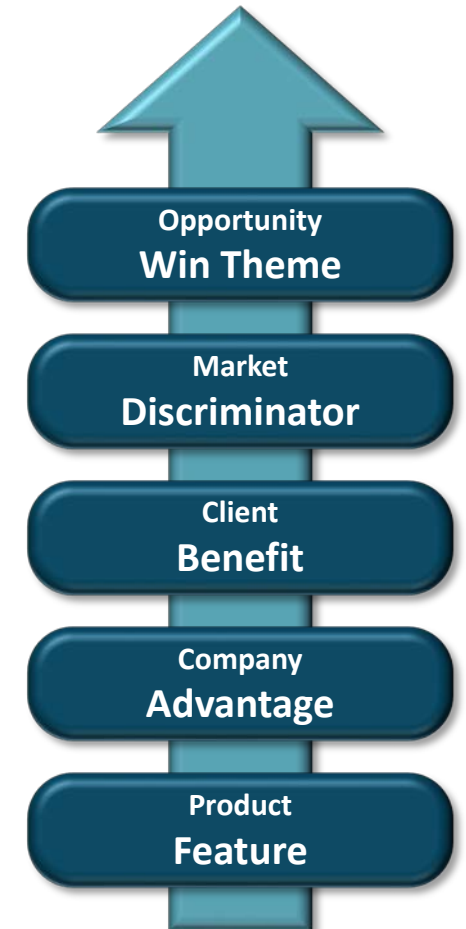 Opportunity
Win Theme
Market
Discriminator
Client
Benefit
Company
Advantage
Product
Feature